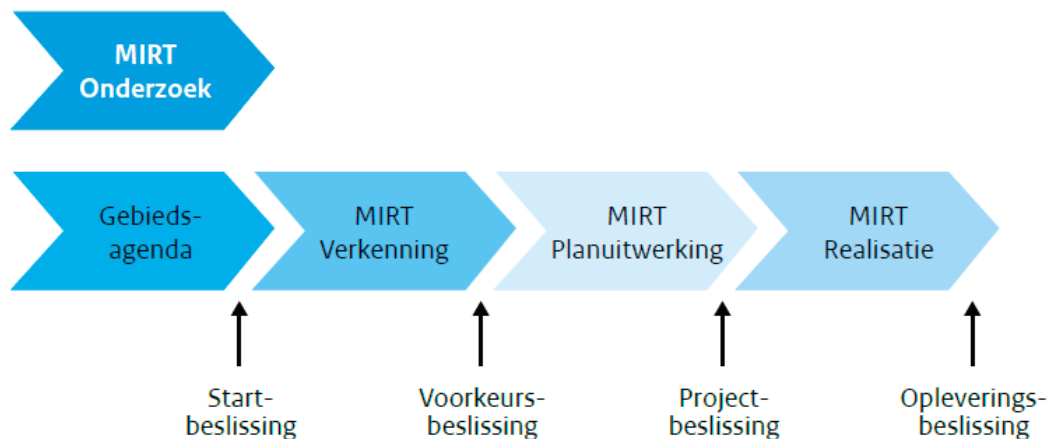 MIRT
Onderzoek
Gebieds-
agenda
MIRT
Verkenning
MIRT
Planuitwerking
MIRT
Realisatie
Start-
beslissing
Voorkeurs-
beslissing
Project-
beslissing
Opleverings-
beslissing